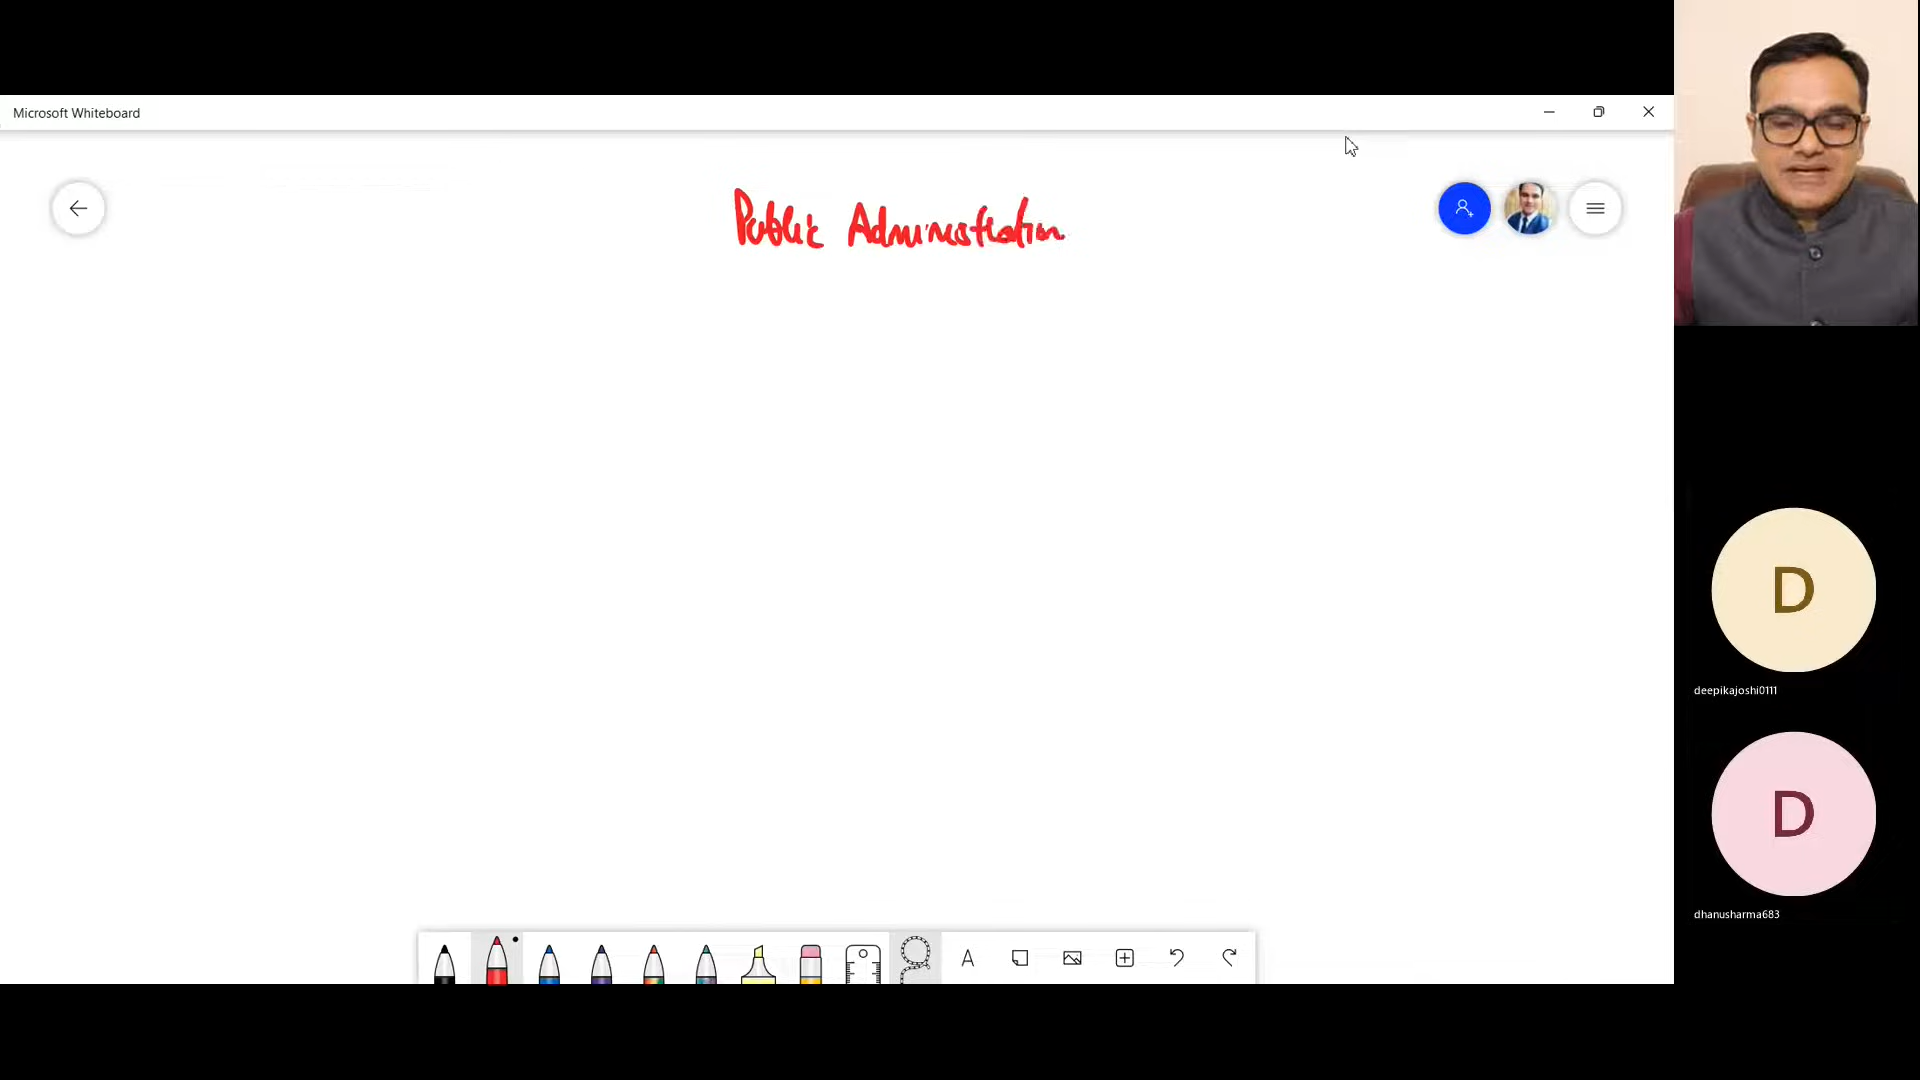 Microsoft Whiteboard
Public Administration
D
deepikajoshi0111
D
dhanusharma683